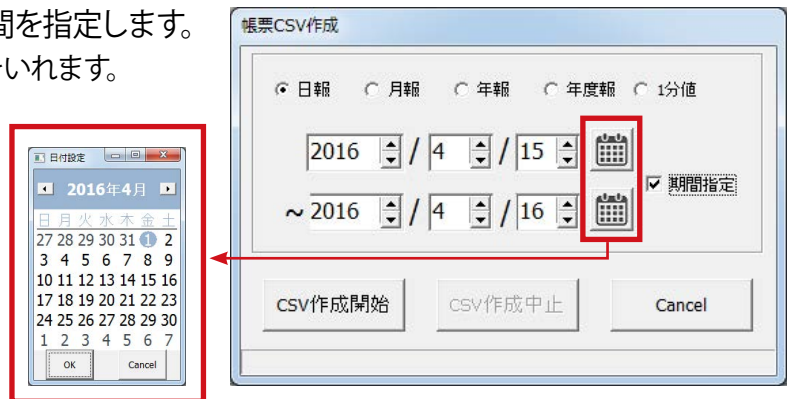 間を指定します。
いれます。
帳票CSV作成
日報 月報 年報 年度報 1分値
2016 / 4 / 15
期間指定
~ 2016 / 4 / 16
CSV作成開始 CSV作成中止 Cancel
日付設定
2016年4月
日 月 火 水 木 金 土
27 28 29 30 31 1 2
3 4 5 6 7 8 9
10 11 12 13 14 15 16
17 18 19 20 21 22 23
24 25 26 27 28 29 30
1 2 3 4 5 6 7
OK Cancel